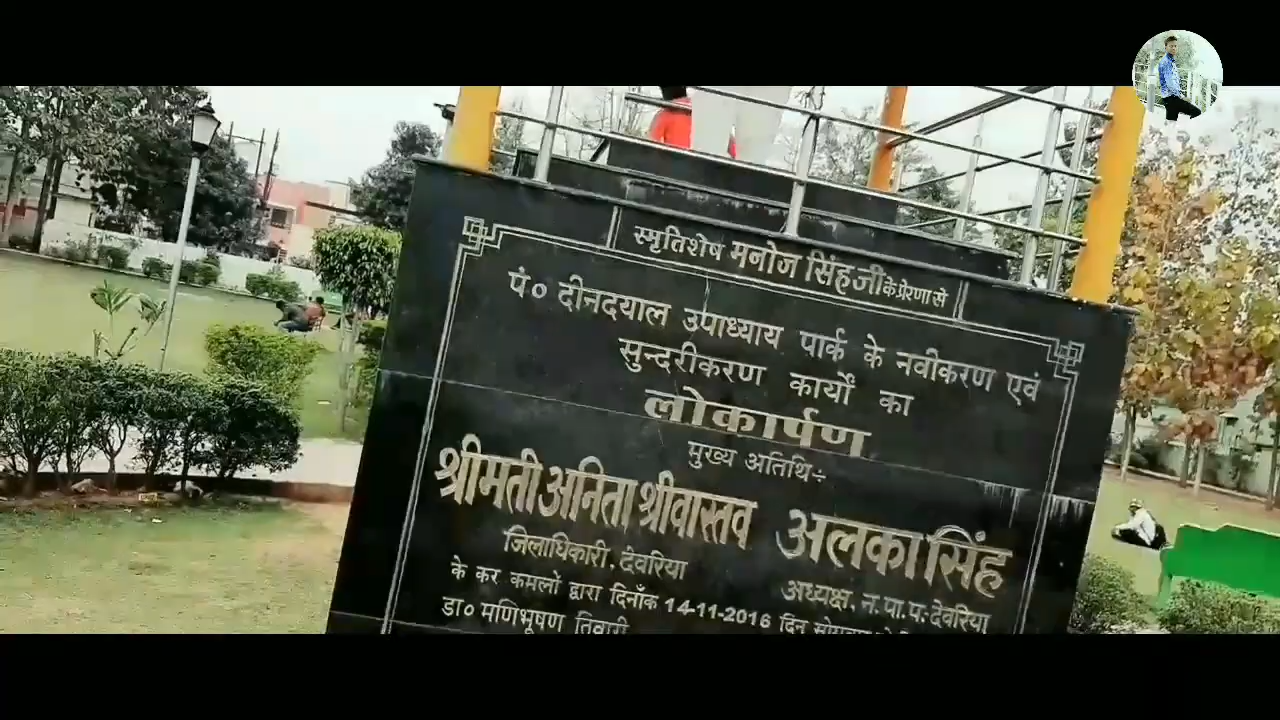 स्मृतिशेष मनोज सिंह जी के प्रेरणा से
पं० दीनदयाल उपाध्याय पार्क के नवीकरण एवं
सुन्दरीकरण कार्यों का
लोकार्पण
मुख्य अतिथि÷
श्रीमती अनिता श्रीवास्तव अलका सिंह
जिलाधिकारी, देवरिया अध्यक्ष, न.पा.प. देवरिया
के कर कमलों द्वारा दिनाँक 14-11-2016 दिन
डा० मणिभूषण तिवारी